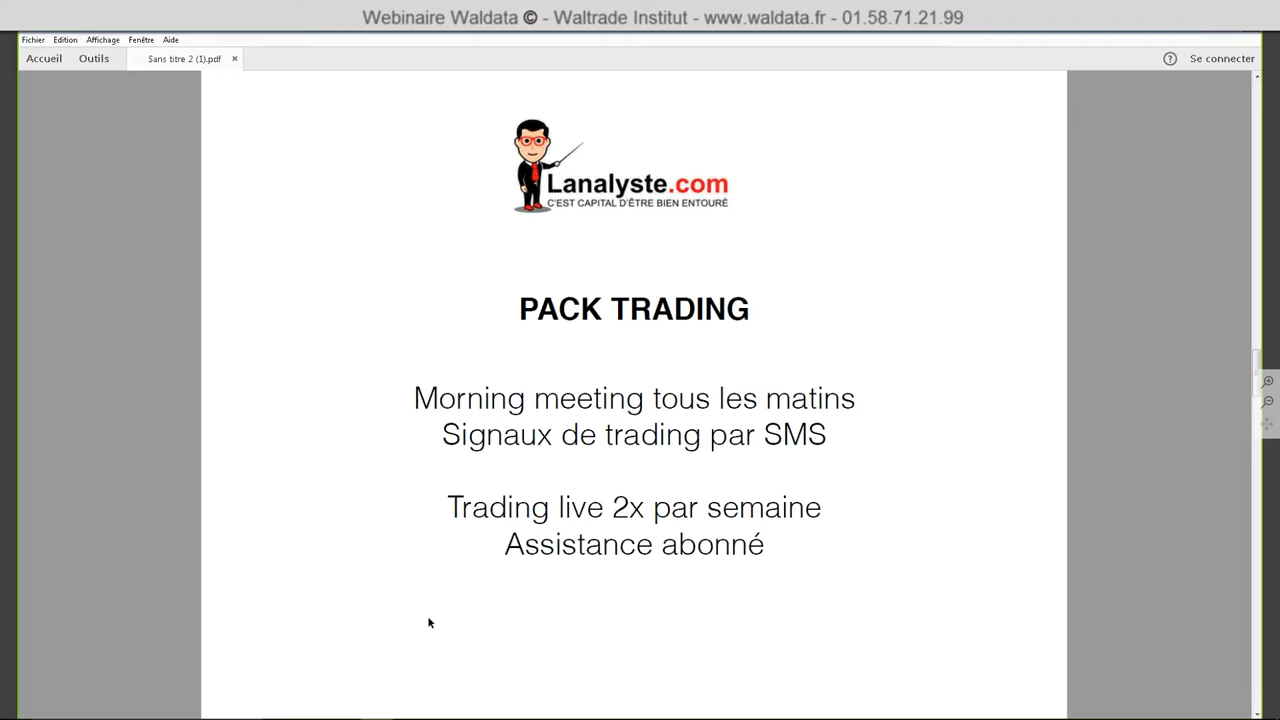 Webinaire Waldata © - Waltrade Institut - www.waldata.fr - 01.58.71.21.99
Fichier Edition Affichage Fenêtre Aide
Accueil Outils Sans titre 2 (1).pdf × ? Se connecter
Lanalyste.com
C'EST CAPITAL D'ÊTRE BIEN ENTOURÉ
PACK TRADING
Morning meeting tous les matins
Signaux de trading par SMS
Trading live 2x par semaine
Assistance abonné